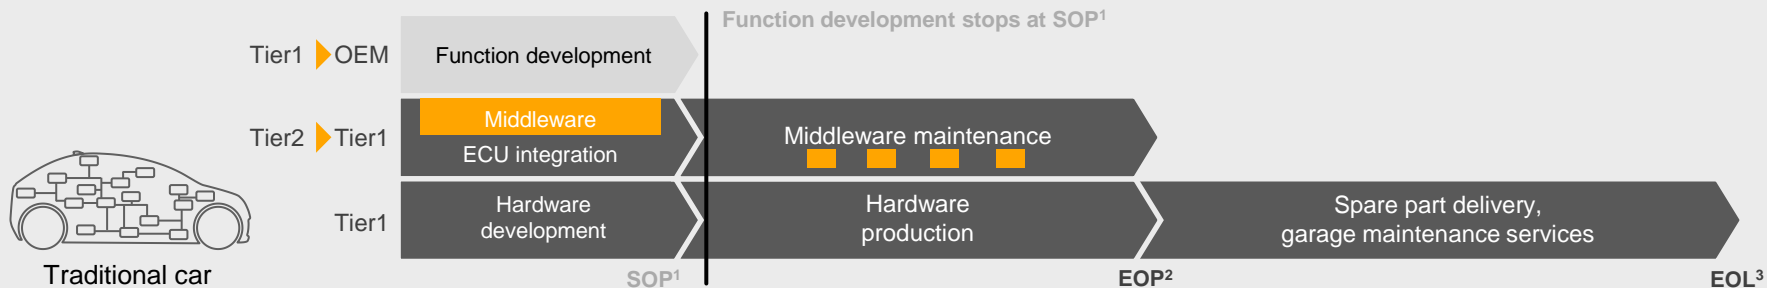 Function development stops at SOP¹
Tier1 OEM
Function development
Tier2 Tier1
Middleware
ECU integration
Middleware maintenance
Tier1
Hardware
development
Hardware
production
Spare part delivery,
garage maintenance services
Traditional car
SOP¹
EOP²
EOL³